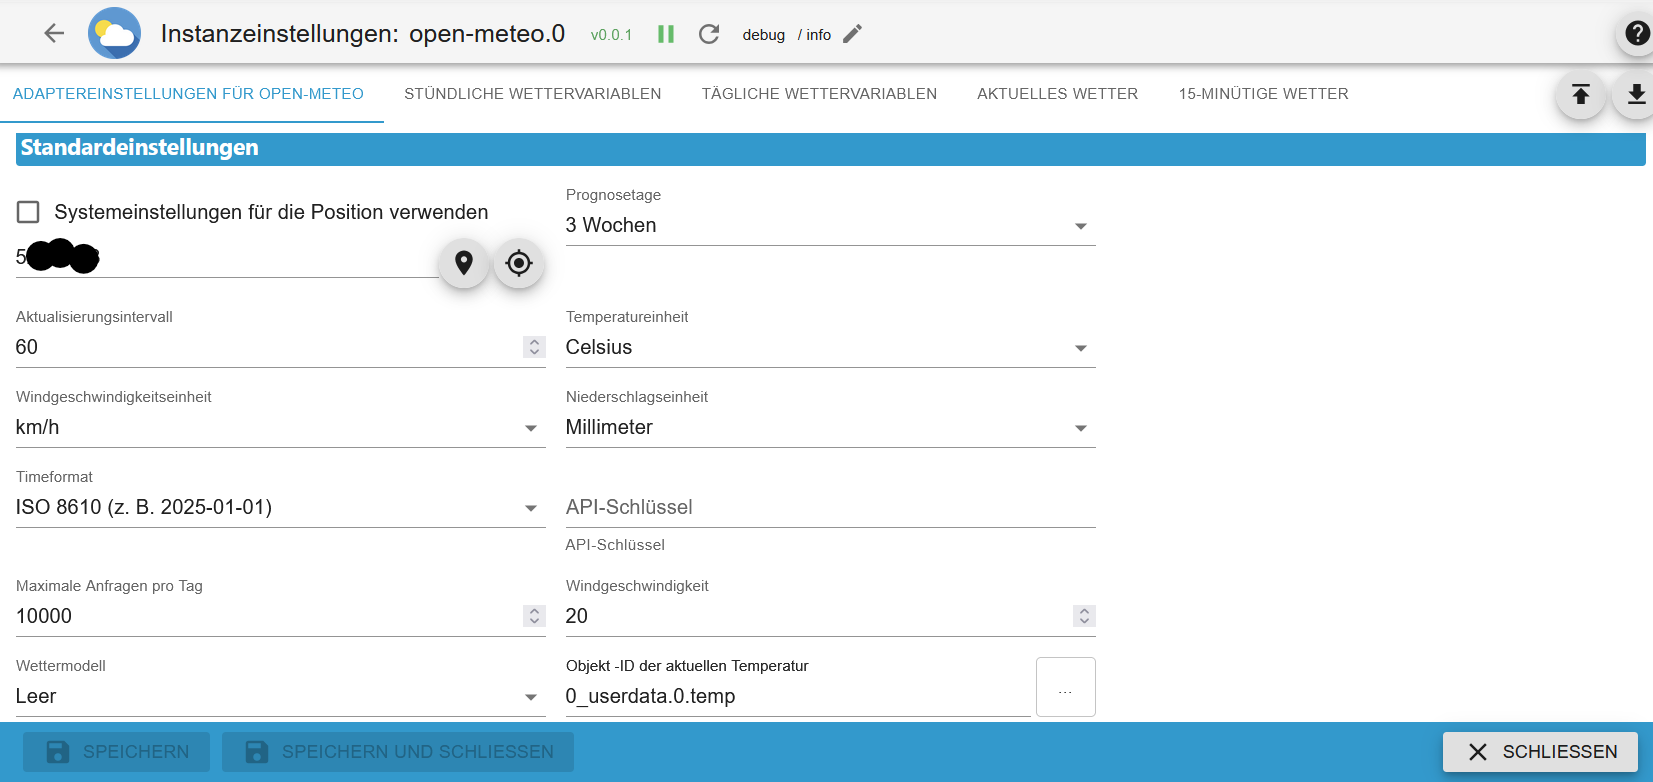 Instanzeinstellungen: open-meteo.0 v0.0.1 debug / info
ADAPTEREINSTELLUNGEN FÜR OPEN-METEO STÜNDLICHE WETTERVARIABLEN TÄGLICHE WETTERVARIABLEN AKTUELLES WETTER 15-MINÜTIGE WETTER
Standardeinstellungen
Systemeinstellungen für die Position verwenden
Prognosetage
3 Wochen
5
Aktualisierungsintervall
60
Temperatureinheit
Celsius
Windgeschwindigkeitseinheit
km/h
Niederschlagseinheit
Millimeter
Timeformat
ISO 8610 (z. B. 2025-01-01)
API-Schlüssel
API-Schlüssel
Maximale Anfragen pro Tag
10000
Windgeschwindigkeit
20
Wettermodell
Leer
Objekt -ID der aktuellen Temperatur
0_userdata.0.temp
...
SPEICHERN SPEICHERN UND SCHLIESSEN SCHLIESSEN